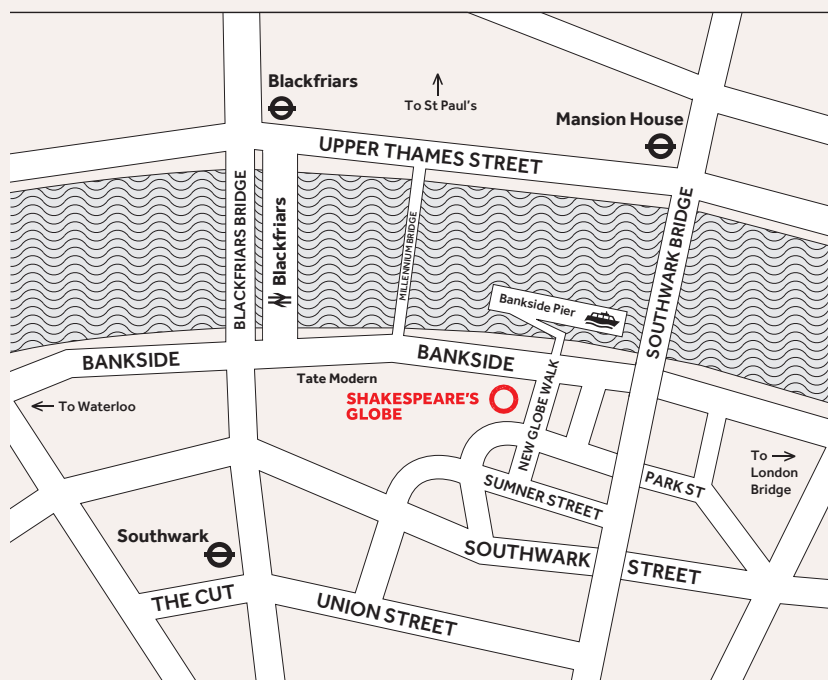 Blackfriars
To St Paul's
Mansion House
UPPER THAMES STREET
BLACKFRIARS BRIDGE
Blackfriars
MILLENNIUM BRIDGE
SOUTHWARK BRIDGE
Bankside Pier
BANKSIDE
BANKSIDE
Tate Modern
SHAKESPEARE'S
GLOBE
NEW GLOBE WALK
To Waterloo
To
London
Bridge
PARK ST
SUMNER STREET
Southwark
SOUTHWARK STREET
THE CUT
UNION STREET